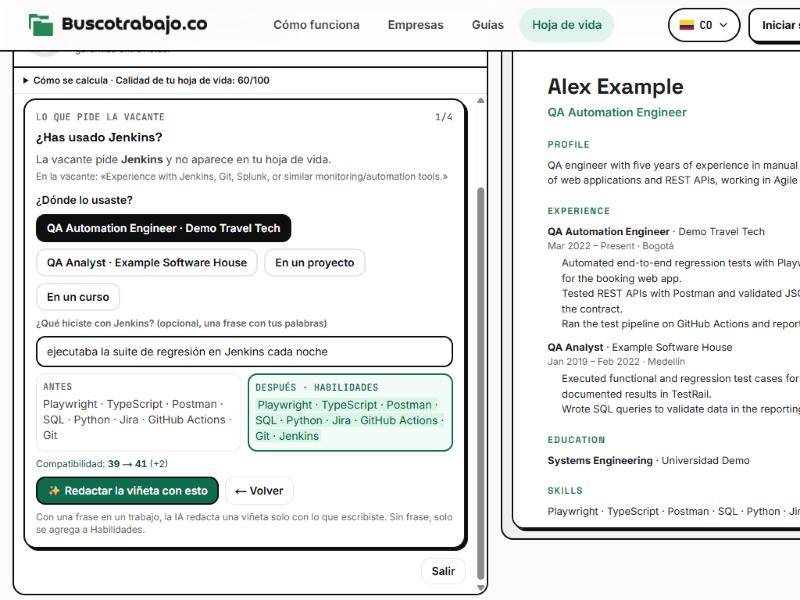 Buscotrabajo.co
Cómo funciona
Empresas
Guías
Hoja de vida
CO
Iniciar
Cómo se calcula · Calidad de tu hoja de vida: 60/100
LO QUE PIDE LA VACANTE
1/4
¿Has usado Jenkins?
La vacante pide Jenkins y no aparece en tu hoja de vida.
En la vacante: «Experience with Jenkins, Git, Splunk, or similar monitoring/automation tools.»
¿Dónde lo usaste?
QA Automation Engineer · Demo Travel Tech
QA Analyst · Example Software House
En un proyecto
En un curso
¿Qué hiciste con Jenkins? (opcional, una frase con tus palabras)
ejecutaba la suite de regresión en Jenkins cada noche
ANTES
Playwright · TypeScript · Postman ·
SQL · Python · Jira · GitHub Actions ·
Git
DESPUÉS · HABILIDADES
Playwright · TypeScript · Postman ·
SQL · Python · Jira · GitHub Actions ·
Git · Jenkins
Compatibilidad: 39 → 41 (+2)
✨ Redactar la viñeta con esto
← Volver
Con una frase en un trabajo, la IA redacta una viñeta solo con lo que escribiste. Sin frase, solo
se agrega a Habilidades.
Salir
Alex Example
QA Automation Engineer
PROFILE
QA engineer with five years of experience in manual
of web applications and REST APIs, working in Agile
EXPERIENCE
QA Automation Engineer · Demo Travel Tech
Mar 2022 – Present · Bogotá
Automated end-to-end regression tests with Playw
for the booking web app.
Tested REST APIs with Postman and validated JSO
the contract.
Ran the test pipeline on GitHub Actions and report
QA Analyst · Example Software House
Jan 2019 – Feb 2022 · Medellín
Executed functional and regression test cases for
documented results in TestRail.
Wrote SQL queries to validate data in the reporting
EDUCATION
Systems Engineering · Universidad Demo
SKILLS
Playwright · TypeScript · Postman · SQL · Python · Jir